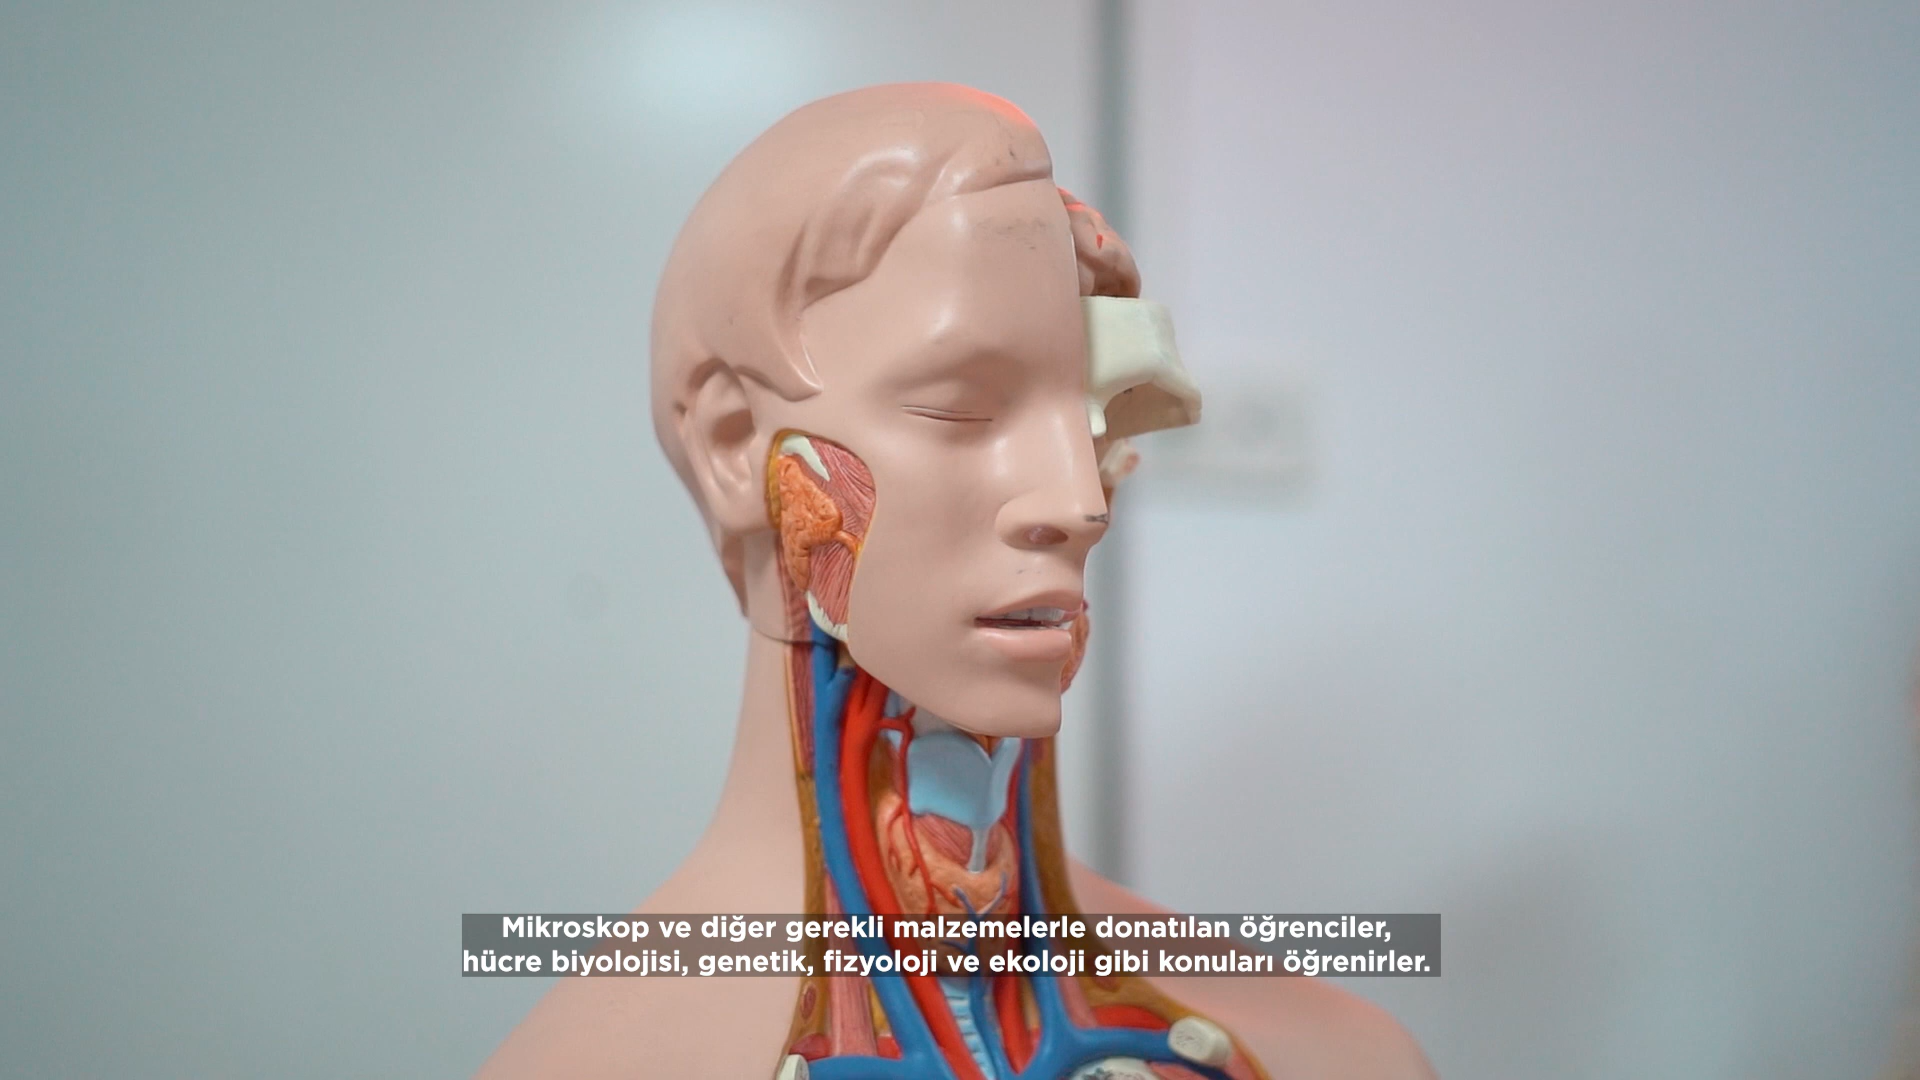 Mikroskop ve diğer gerekli malzemelerle donatılan öğrenciler,
hücre biyolojisi, genetik, fizyoloji ve ekoloji gibi konuları öğrenirler.